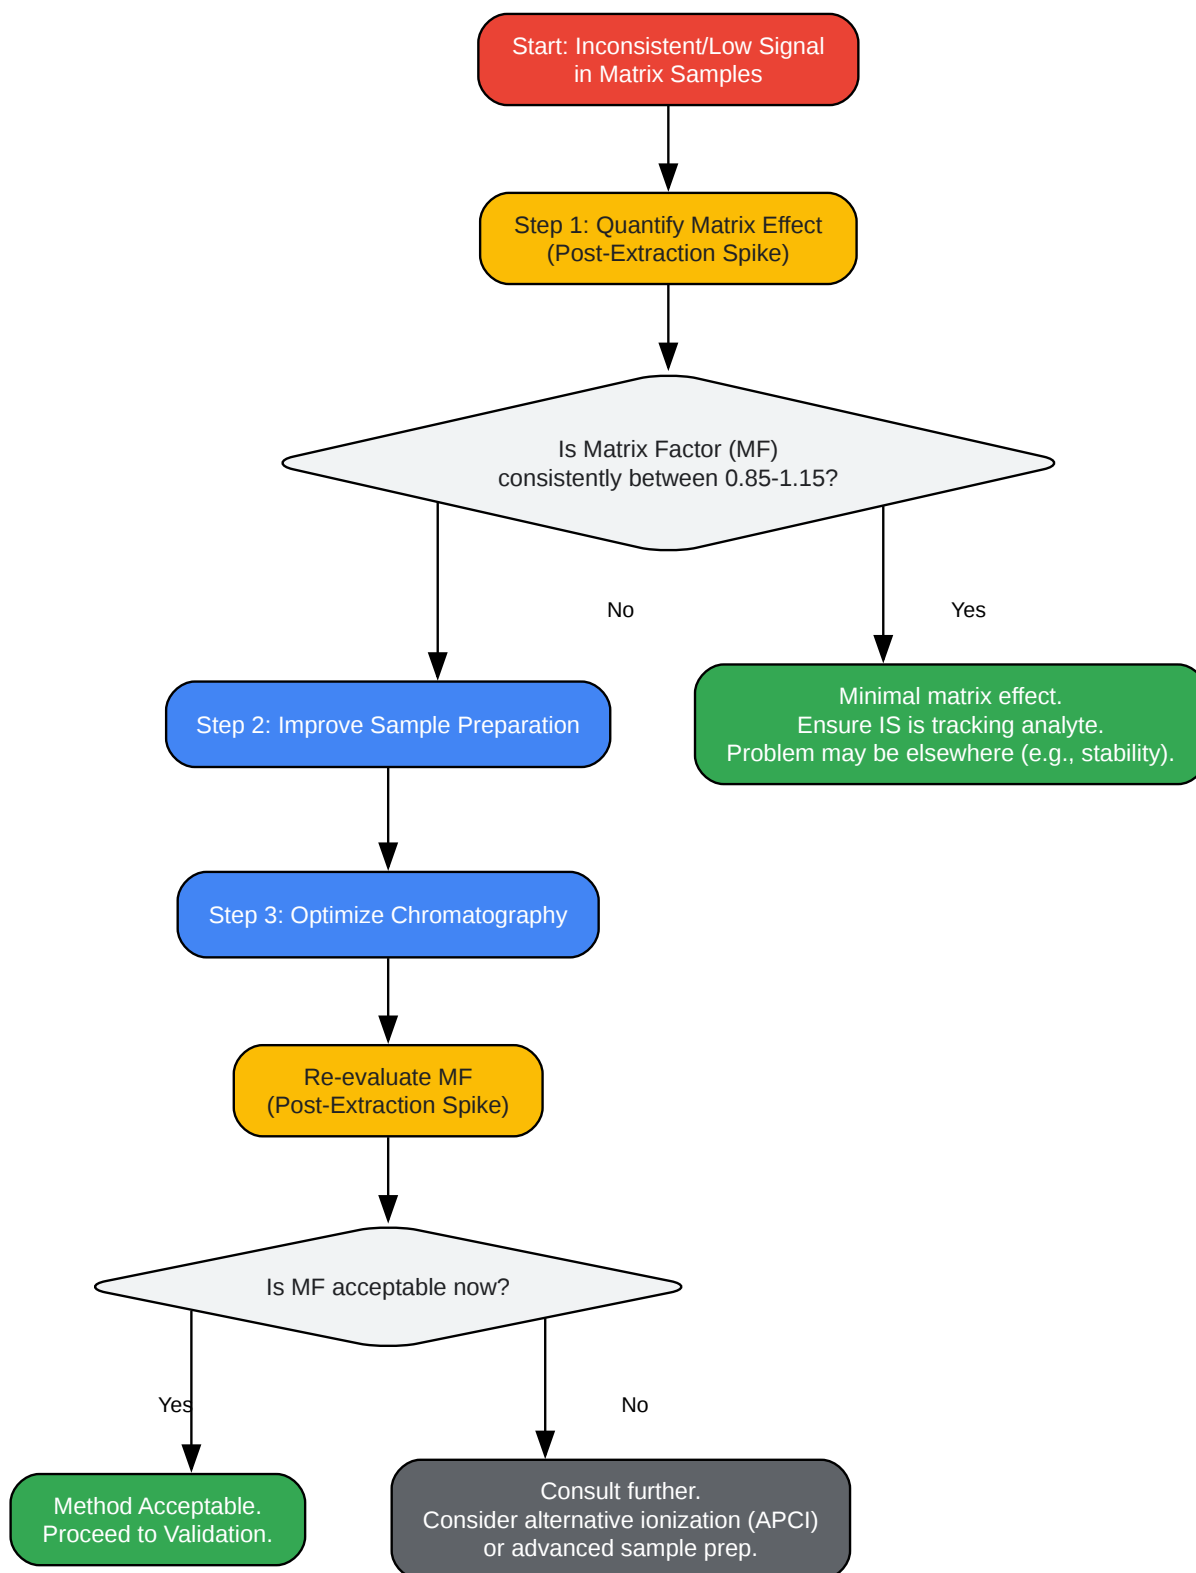 Start: Inconsistent/Low Signal
in Matrix Samples
Step 1: Quantify Matrix Effect
(Post-Extraction Spike)
Is Matrix Factor (MF)
consistently between 0.85-1.15?
No
Yes
Step 2: Improve Sample Preparation
Minimal matrix effect.
Ensure IS is tracking analyte.
Problem may be elsewhere (e.g., stability).
Step 3: Optimize Chromatography
Re-evaluate MF
(Post-Extraction Spike)
Is MF acceptable now?
Yes
No
Method Acceptable.
Proceed to Validation.
Consult further.
Consider alternative ionization (APCI)
or advanced sample prep.